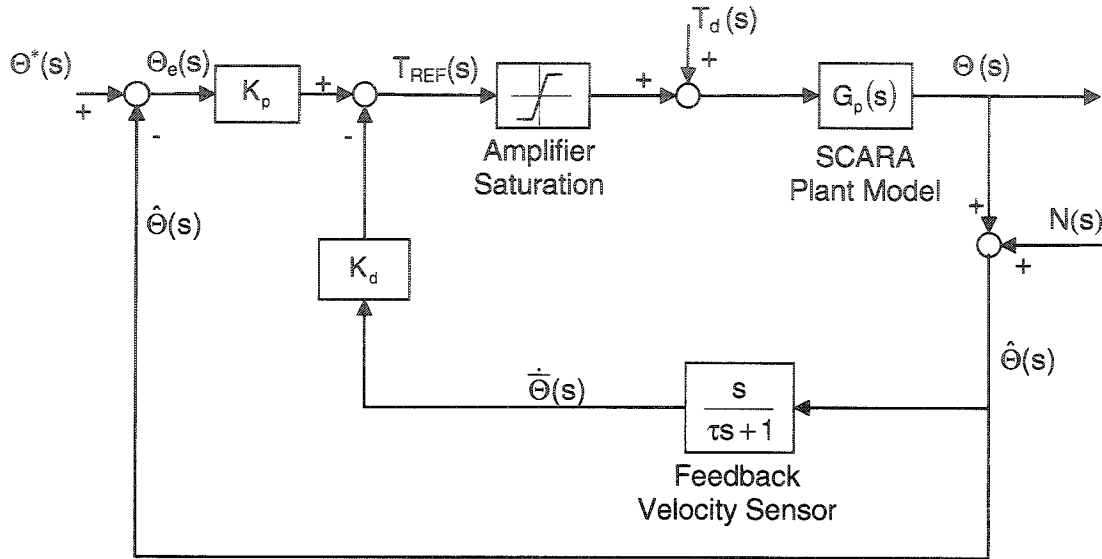 T_d(s)
Θ*(s)
Θ_e(s)
T_REF(s)
Θ(s)
+
-
K_p
+
-
+
+
G_p(s)
Amplifier
Saturation
SCARA
Plant Model
Θ̂(s)
+
N(s)
+
K_d
Θ̂(s)
Θ̇(s)
s
τs+1
Feedback
Velocity Sensor